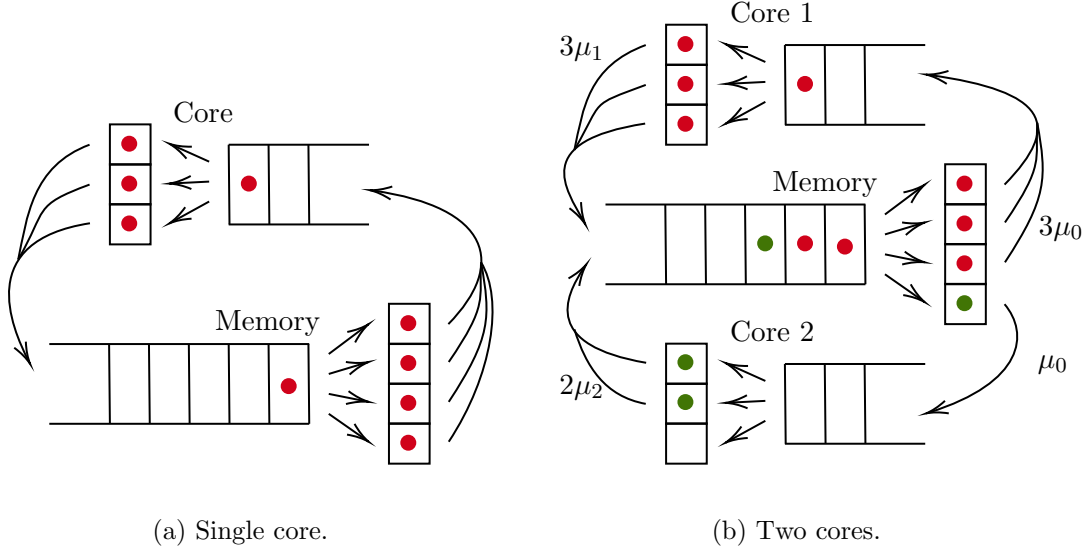 Core 1
3μ₁
Core
Memory
3μ₀
Memory
Core 2
2μ₂
μ₀
(a) Single core.
(b) Two cores.